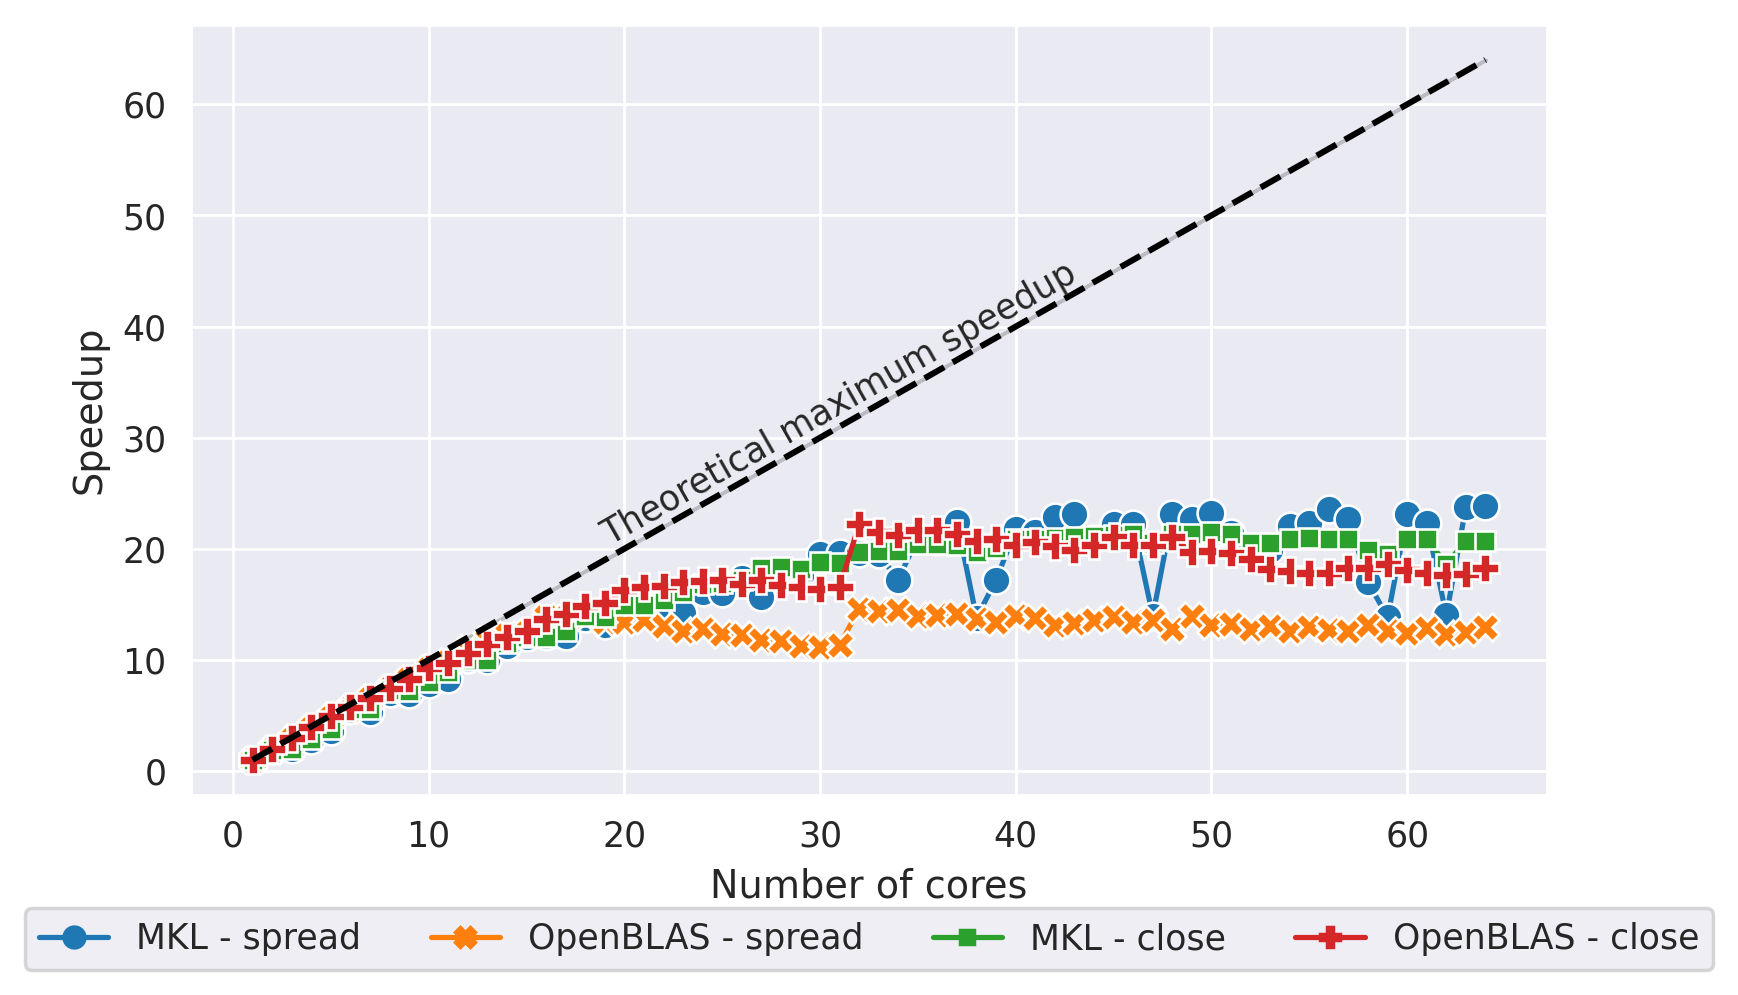 60
50
40
30
20
10
0
Speedup
Theoretical maximum speedup
0 10 20 30 40 50 60
Number of cores
MKL - spread OpenBLAS - spread MKL - close OpenBLAS - close